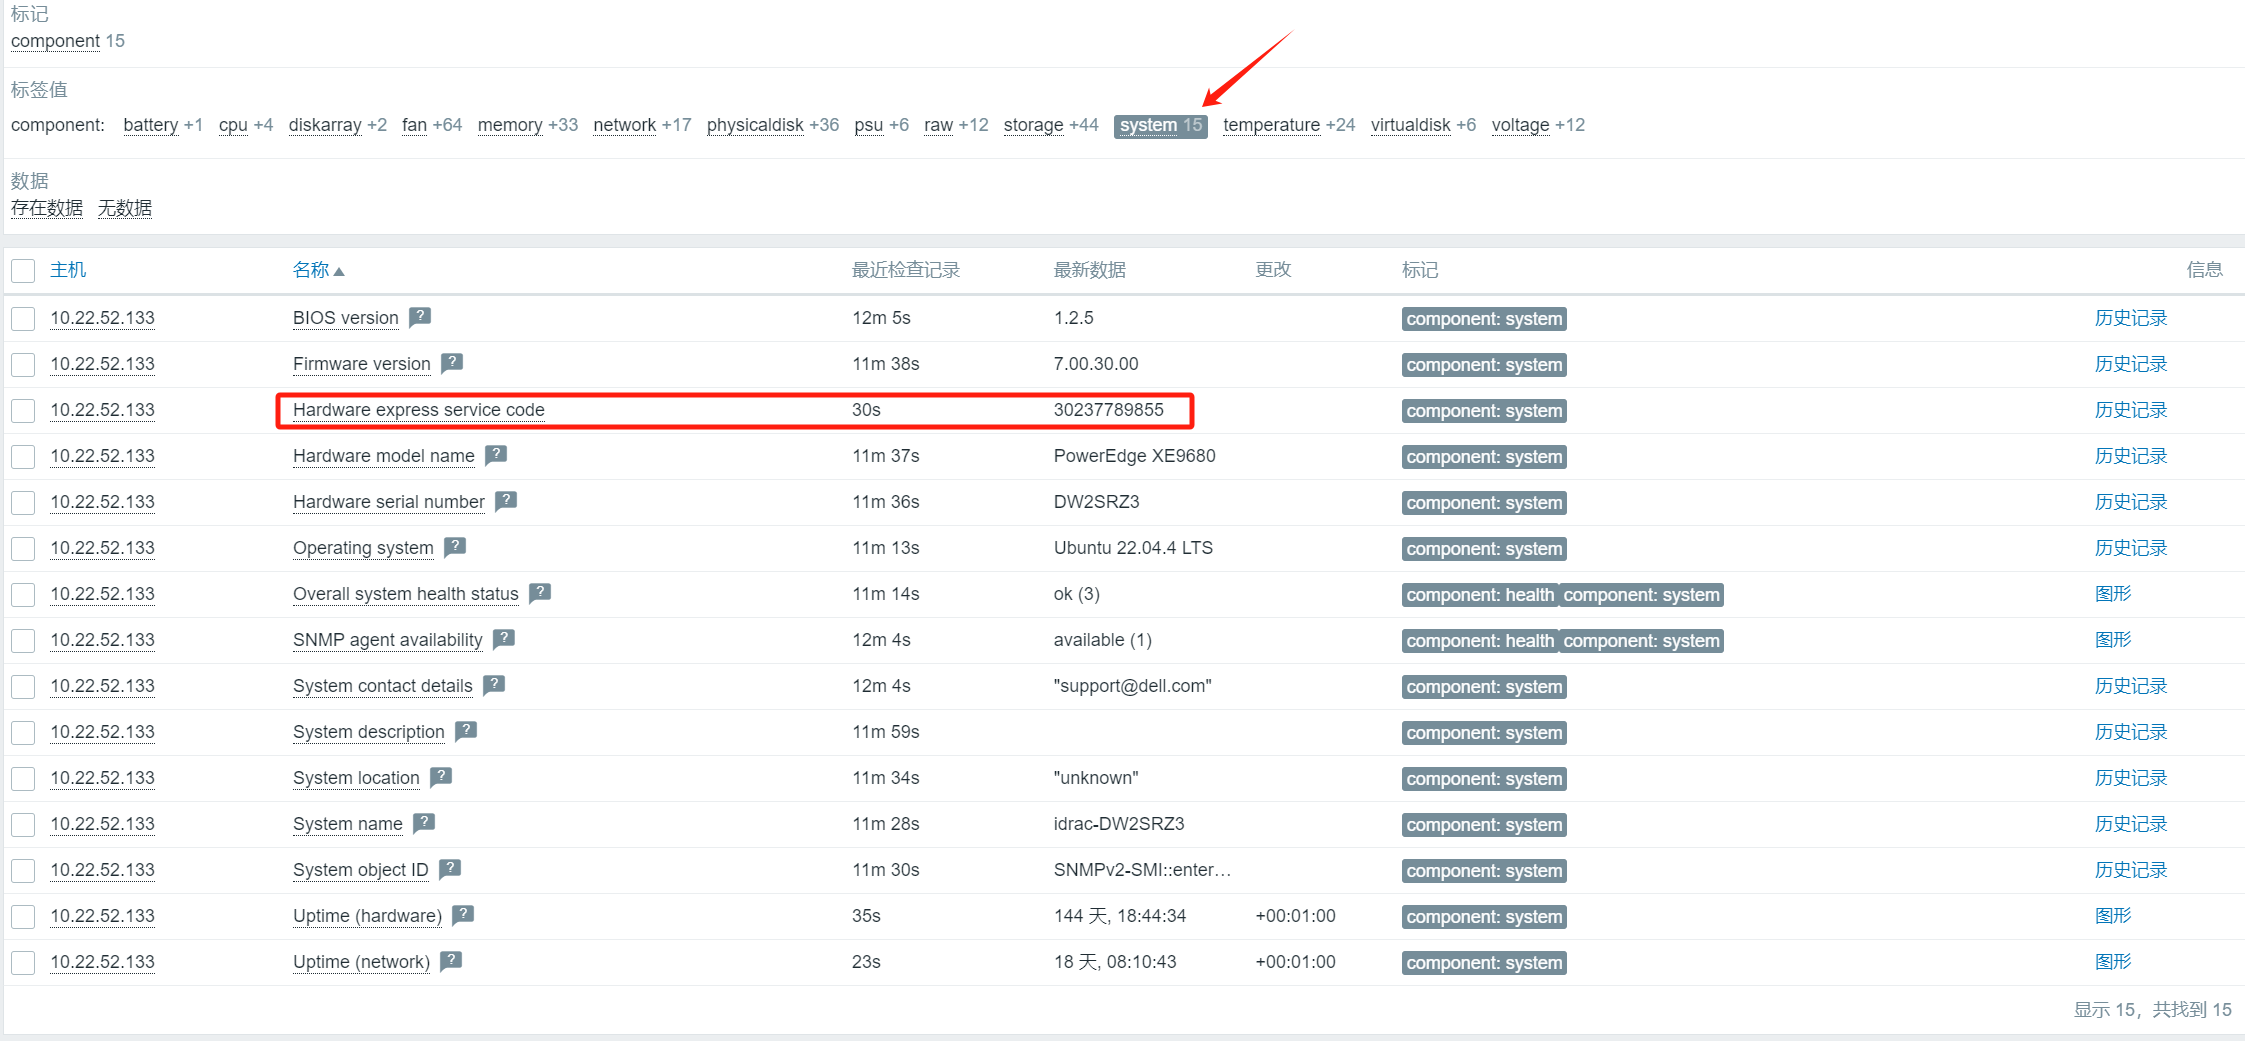 标记
component 15
标签值
component: battery +1 cpu +4 diskarray +2 fan +64 memory +33 network +17 physicaldisk +36 psu +6 raw +12 storage +44 system 15 temperature +24 virtualdisk +6 voltage +12
数据
存在数据 无数据
主机 名称 最近检查记录 最新数据 更改 标记 信息
10.22.52.133 BIOS version ? 12m 5s 1.2.5 component: system 历史记录
10.22.52.133 Firmware version ? 11m 38s 7.00.30.00 component: system 历史记录
10.22.52.133 Hardware express service code 30s 30237789855 component: system 历史记录
10.22.52.133 Hardware model name ? 11m 37s PowerEdge XE9680 component: system 历史记录
10.22.52.133 Hardware serial number ? 11m 36s DW2SRZ3 component: system 历史记录
10.22.52.133 Operating system ? 11m 13s Ubuntu 22.04.4 LTS component: system 历史记录
10.22.52.133 Overall system health status ? 11m 14s ok (3) component: health component: system 图形
10.22.52.133 SNMP agent availability ? 12m 4s available (1) component: health component: system 图形
10.22.52.133 System contact details ? 12m 4s "support@dell.com" component: system 历史记录
10.22.52.133 System description ? 11m 59s component: system 历史记录
10.22.52.133 System location ? 11m 34s "unknown" component: system 历史记录
10.22.52.133 System name ? 11m 28s idrac-DW2SRZ3 component: system 历史记录
10.22.52.133 System object ID ? 11m 30s SNMPv2-SMI::enter… component: system 历史记录
10.22.52.133 Uptime (hardware) ? 35s 144 天, 18:44:34 +00:01:00 component: system 图形
10.22.52.133 Uptime (network) ? 23s 18 天, 08:10:43 +00:01:00 component: system 图形
显示 15，共找到 15